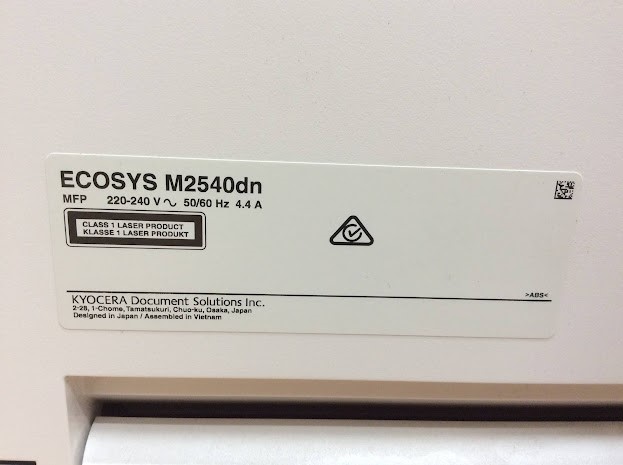 ECOSYS M2540dn
MFP 220-240 V ∿ 50/60 Hz 4.4 A
CLASS 1 LASER PRODUCT
KLASSE 1 LASER PRODUKT
>ABS<
KYOCERA Document Solutions Inc.
2-28, 1-Chome, Tamatsukuri, Chuo-ku, Osaka, Japan
Designed in Japan / Assembled in Vietnam